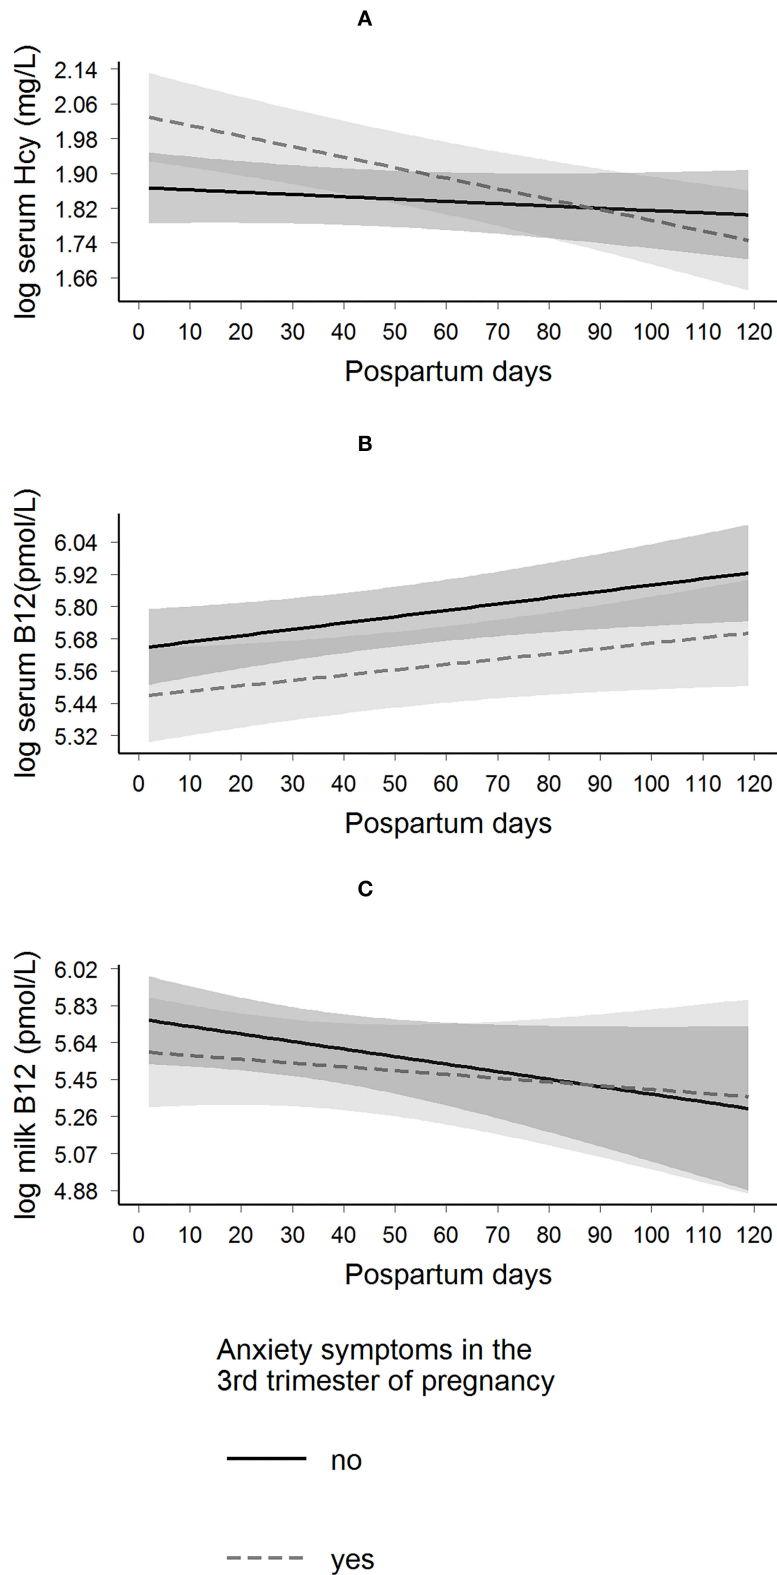 A
log serum Hcy (mg/L)
2.14
2.06
1.98
1.90
1.82
1.74
1.66
0 10 20 30 40 50 60 70 80 90 100 110 120
Pospartum days
B
log serum B12(pmol/L)
6.04
5.92
5.80
5.68
5.56
5.44
5.32
0 10 20 30 40 50 60 70 80 90 100 110 120
Pospartum days
C
log milk B12 (pmol/L)
6.02
5.83
5.64
5.45
5.26
5.07
4.88
0 10 20 30 40 50 60 70 80 90 100 110 120
Pospartum days
Anxiety symptoms in the
3rd trimester of pregnancy
no
yes